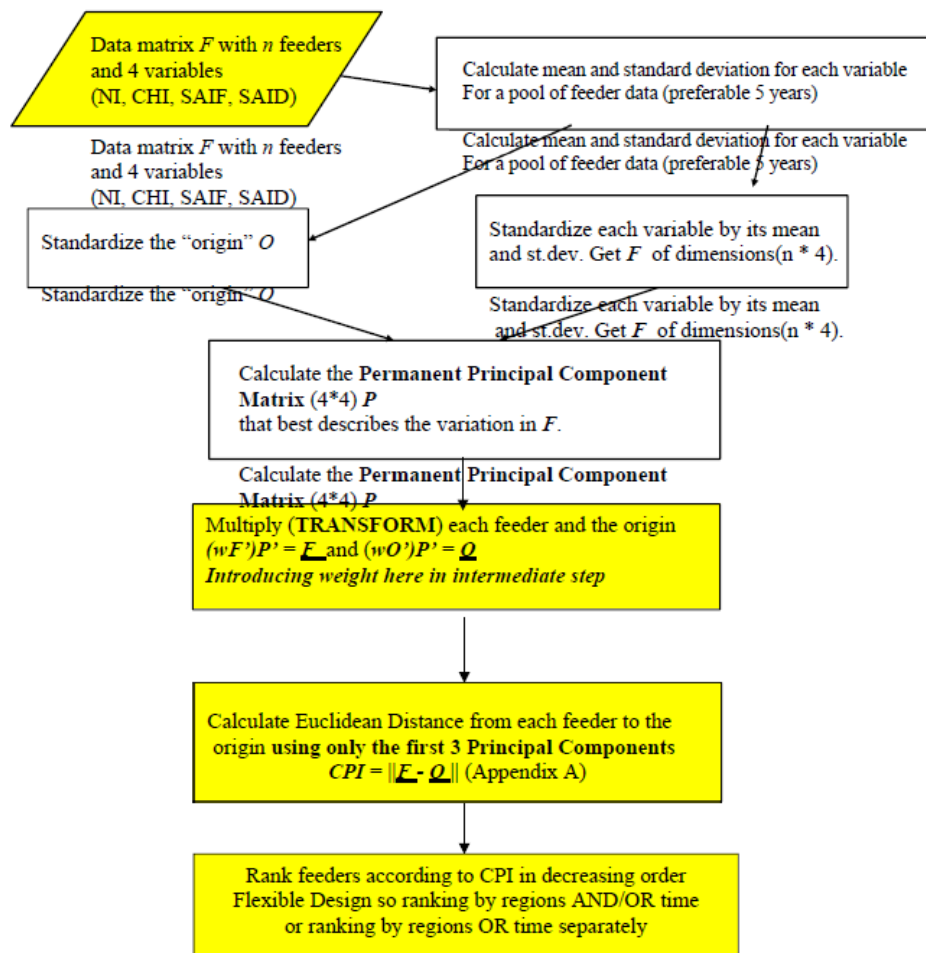 Data matrix F with n feeders
and 4 variables
(NI, CHI, SAIF, SAID)
Calculate mean and standard deviation for each variable
For a pool of feeder data (preferable 5 years)
Data matrix F with n feeders
and 4 variables
(NI, CHI, SAIF, SAID)
Calculate mean and standard deviation for each variable
For a pool of feeder data (preferable 5 years)
Standardize the “origin” O
Standardize each variable by its mean
and st.dev. Get F of dimensions(n * 4).
Standardize the “origin” O
Standardize each variable by its mean
and st.dev. Get F of dimensions(n * 4).
Calculate the Permanent Principal Component
Matrix (4*4) P
that best describes the variation in F.
Calculate the Permanent Principal Component
Matrix (4*4) P
Multiply (TRANSFORM) each feeder and the origin
(wF’)P’ = F and (wO’)P’ = Q
Introducing weight here in intermediate step
Calculate Euclidean Distance from each feeder to the
origin using only the first 3 Principal Components
CPI = ||F - Q|| (Appendix A)
Rank feeders according to CPI in decreasing order
Flexible Design so ranking by regions AND/OR time
or ranking by regions OR time separately